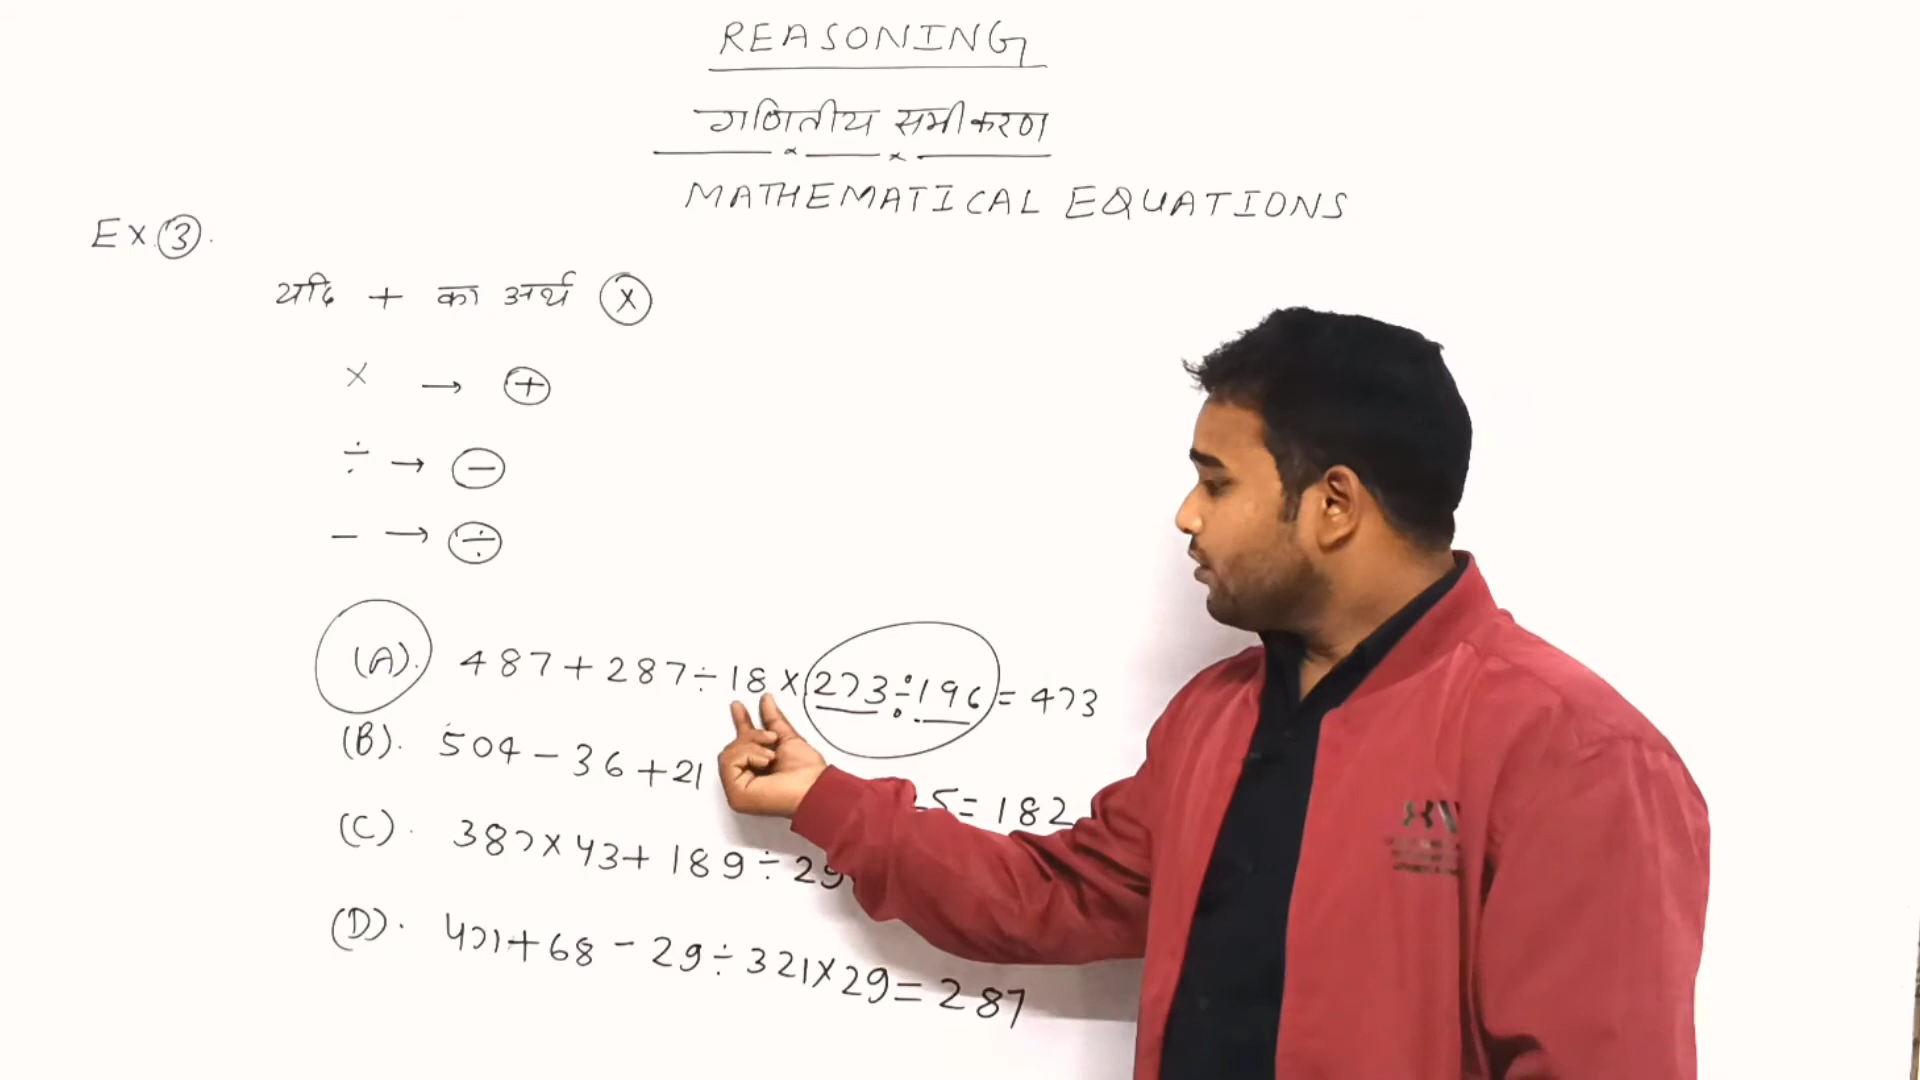 REASONING
गणितीय समीकरण
MATHEMATICAL EQUATIONS
Ex ③.
यदि + का अर्थ ×
× → +
÷ → −
− → ÷
(A). 487 + 287 ÷ 18 × 273 ÷ 196 = 473
(B). 504 − 36 + 21 = 182
(C). 387 × 43 + 189 ÷ 29
(D). 471 + 68 − 29 ÷ 321 × 29 = 287